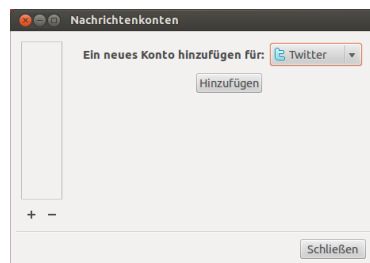 Nachrichtenkonten
Ein neues Konto hinzufügen für: Twitter
Hinzufügen
+ −
Schließen